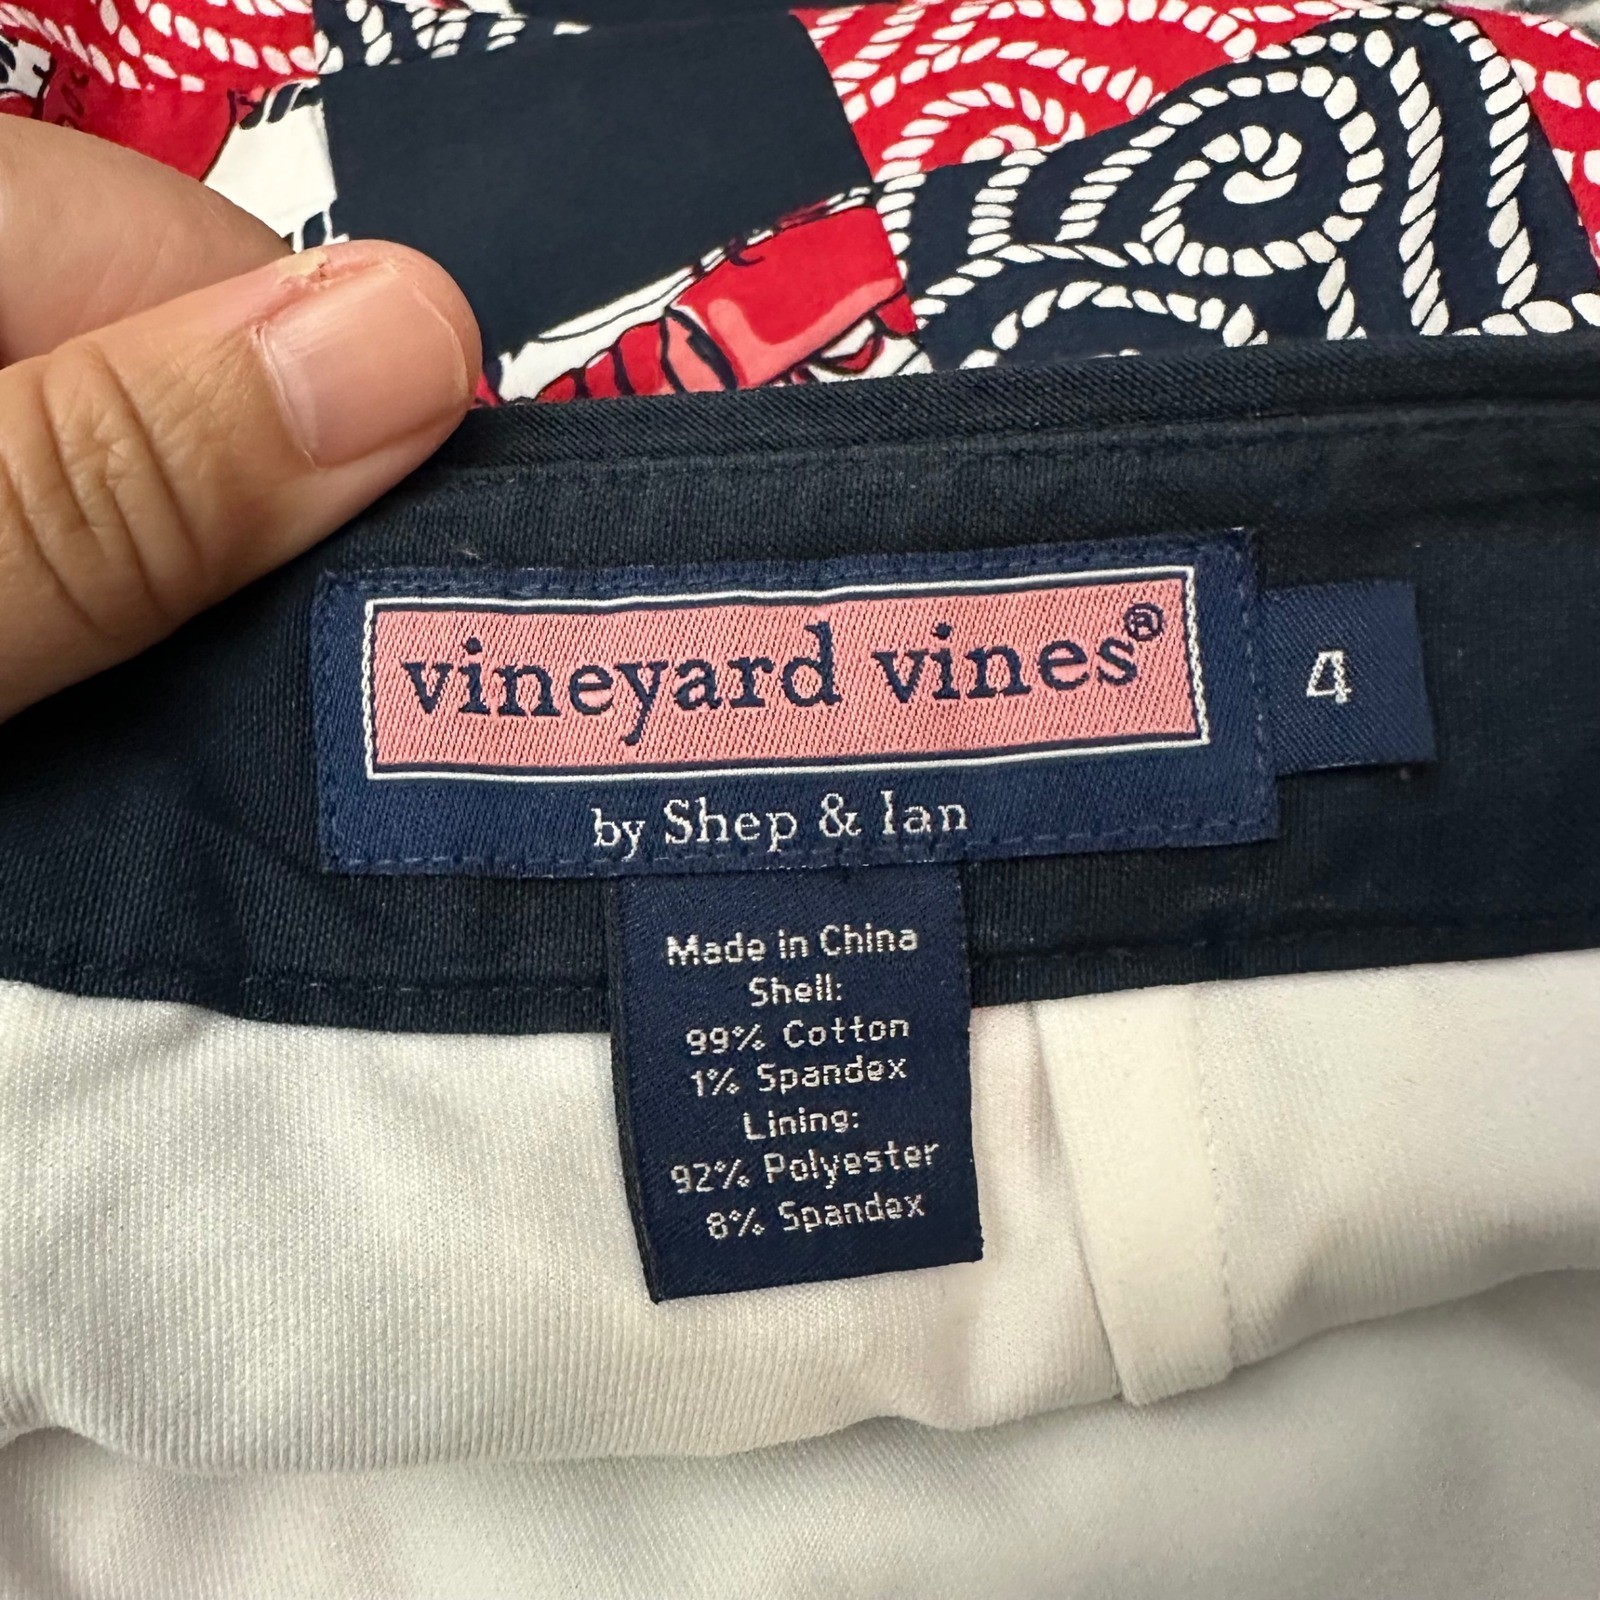 vineyard vines®
4
by Shep & Ian
Made in China
Shell:
99% Cotton
1% Spandex
Lining:
92% Polyester
8% Spandex